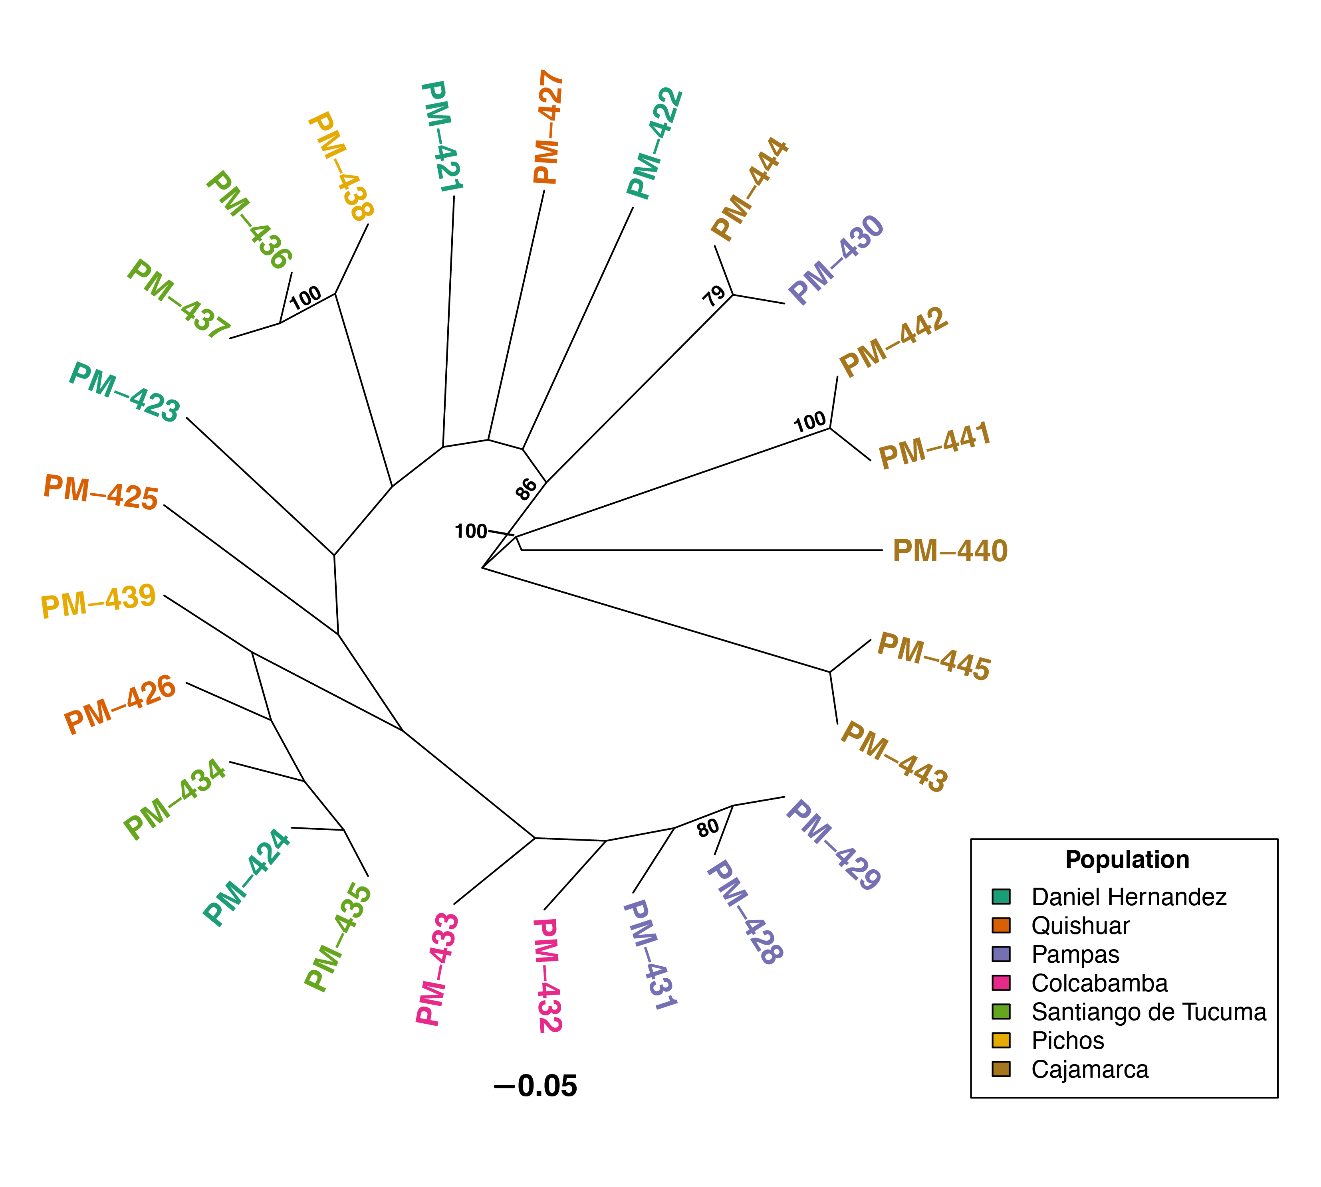 PM–427
PM–421
PM–422
PM–438
PM–444
PM–436
PM–430
PM–437
100
79
PM–442
PM–423
100
PM–441
PM–425
86
100
PM–440
PM–439
PM–445
PM–426
PM–443
PM–434
80
PM–429
PM–424
PM–428
PM–435
PM–433
PM–432
PM–431
–0.05
Population
Daniel Hernandez
Quishuar
Pampas
Colcabamba
Santiango de Tucuma
Pichos
Cajamarca